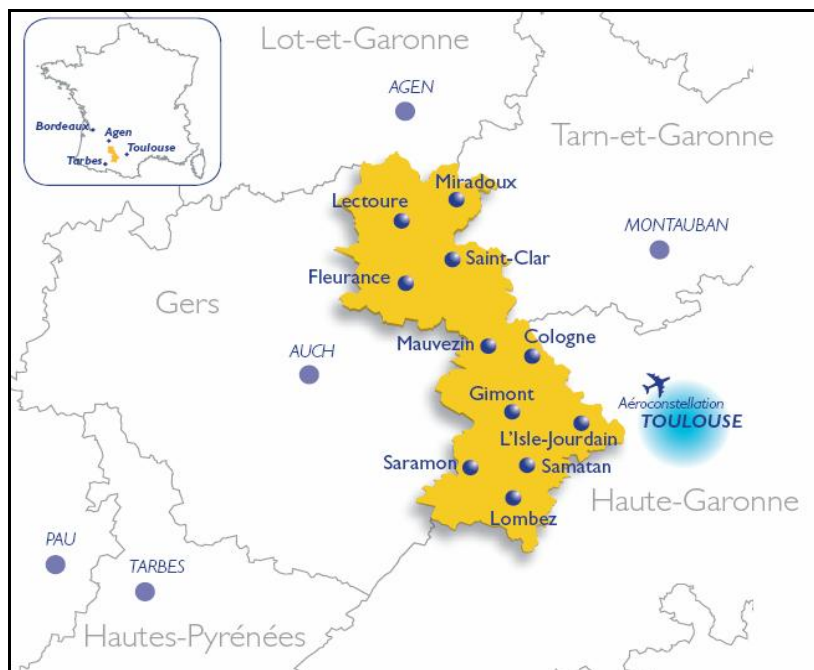 Lot-et-Garonne
AGEN
Bordeaux
Agen
Toulouse
Tarbes
Tarn-et-Garonne
Miradoux
Lectoure
MONTAUBAN
Saint-Clar
Fleurance
Gers
Mauvezin
Cologne
AUCH
Gimont
Aéroconstellation
TOULOUSE
L'Isle-Jourdain
Saramon
Samatan
Haute-Garonne
Lombez
PAU
TARBES
Hautes-Pyrénées